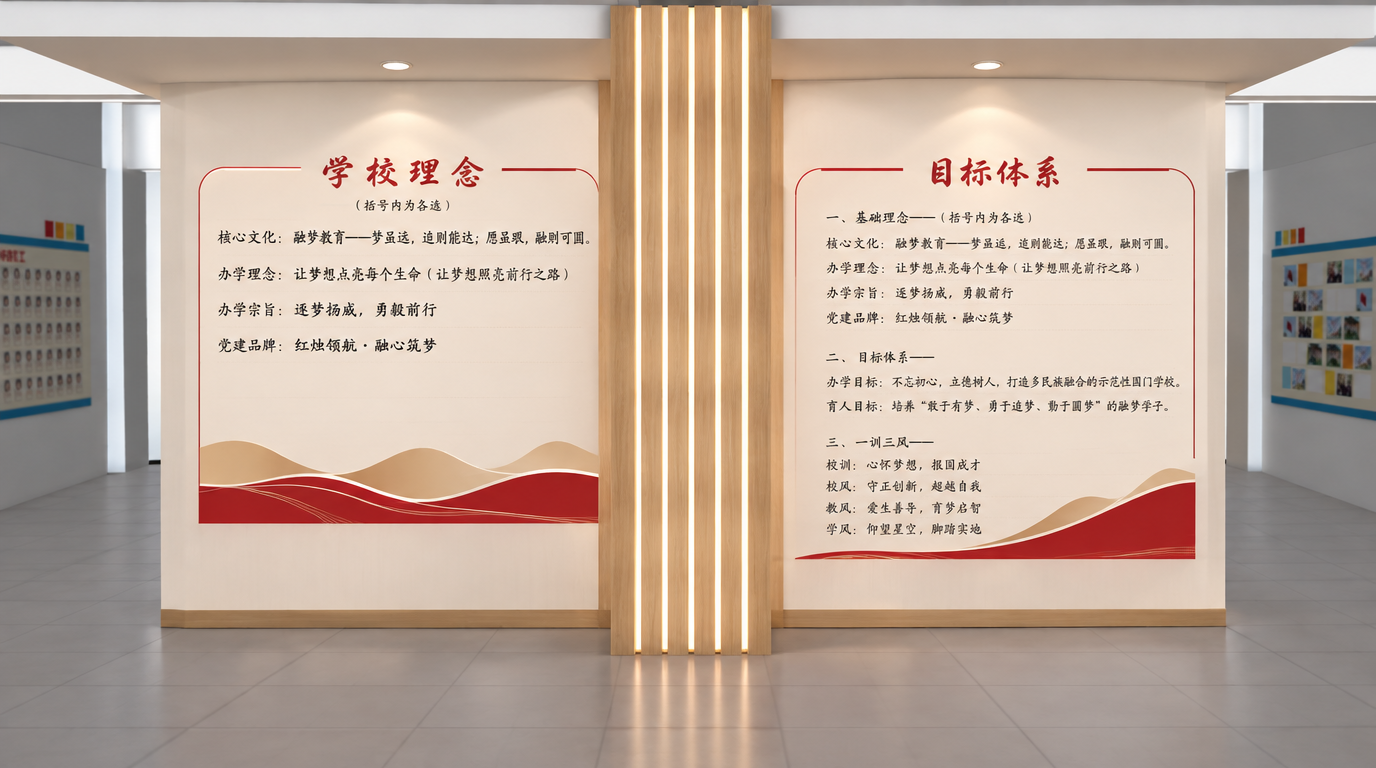 学校理念
（括号内为各选）
核心文化：融梦教育——梦虽远，追则能达；愿虽艰，融则可圆。
办学理念：让梦想点亮每个生命（让梦想照亮前行之路）
办学宗旨：逐梦扬威，勇毅前行
党建品牌：红烛领航·融心筑梦
目标体系
一、基础理念——（括号内为各选）
核心文化：融梦教育——梦虽远，追则能达；愿虽艰，融则可圆。
办学理念：让梦想点亮每个生命（让梦想照亮前行之路）
办学宗旨：逐梦扬威，勇毅前行
党建品牌：红烛领航·融心筑梦
二、目标体系——
办学目标：不忘初心，立德树人，打造多民族融合的示范性国门学校。
育人目标：培养“敢于有梦、勇于追梦、勤于圆梦”的融梦学子。
三、一训三风——
校训：心怀梦想，报国成才
校风：守正创新，超越自我
教风：爱生善导，育梦启智
学风：仰望星空，脚踏实地